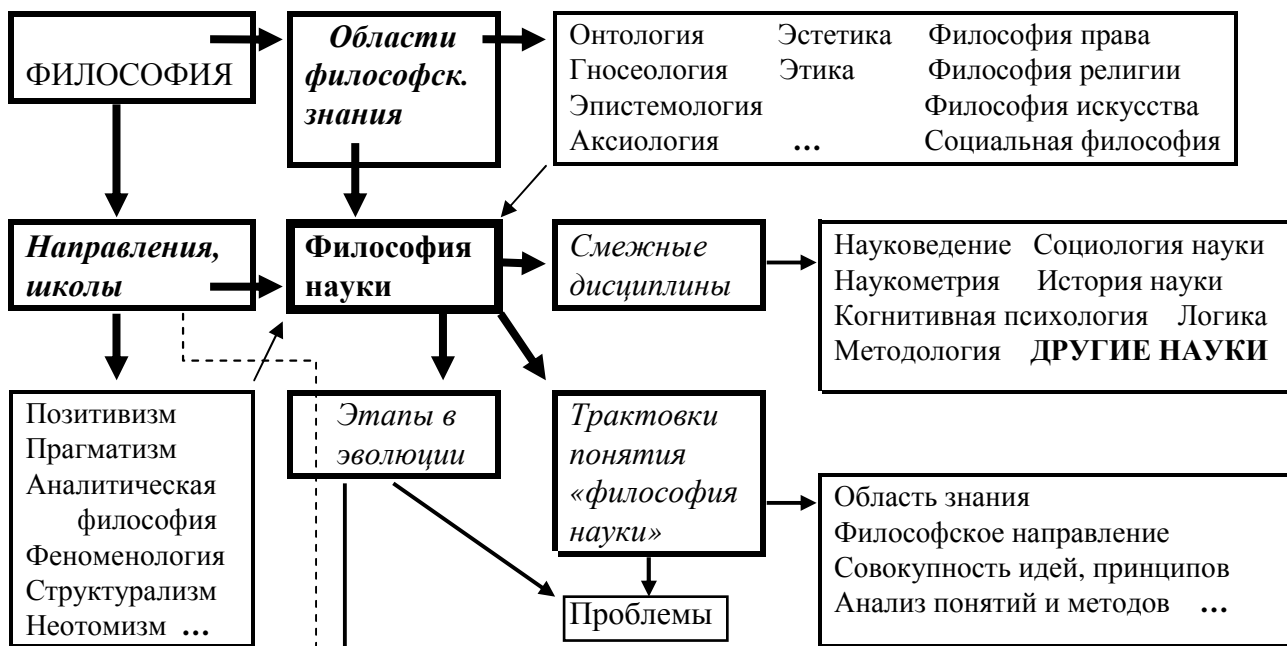 ФИЛОСОФИЯ
Области
философск.
знания
Онтология Эстетика Философия права
Гносеология Этика Философия религии
Эпистемология Философия искусства
Аксиология ... Социальная философия
Направления,
школы
Философия
науки
Смежные
дисциплины
Науковедение Социология науки
Наукометрия История науки
Когнитивная психология Логика
Методология ДРУГИЕ НАУКИ
Позитивизм
Прагматизм
Аналитическая
философия
Феноменология
Структурализм
Неотомизм ...
Этапы в
эволюции
Трактовки
понятия
«философия
науки»
Область знания
Философское направление
Совокупность идей, принципов
Анализ понятий и методов ...
Проблемы